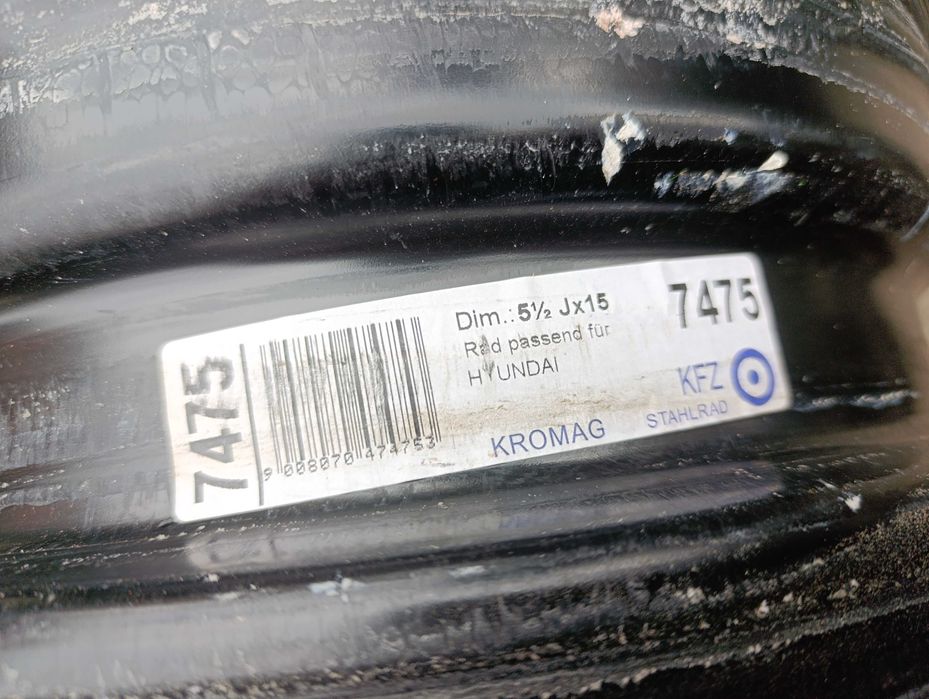 7475
9 008070 474753
Dim.: 5½ Jx15
Rad passend für
HYUNDAI
KROMAG
7475
KFZ
STAHLRAD